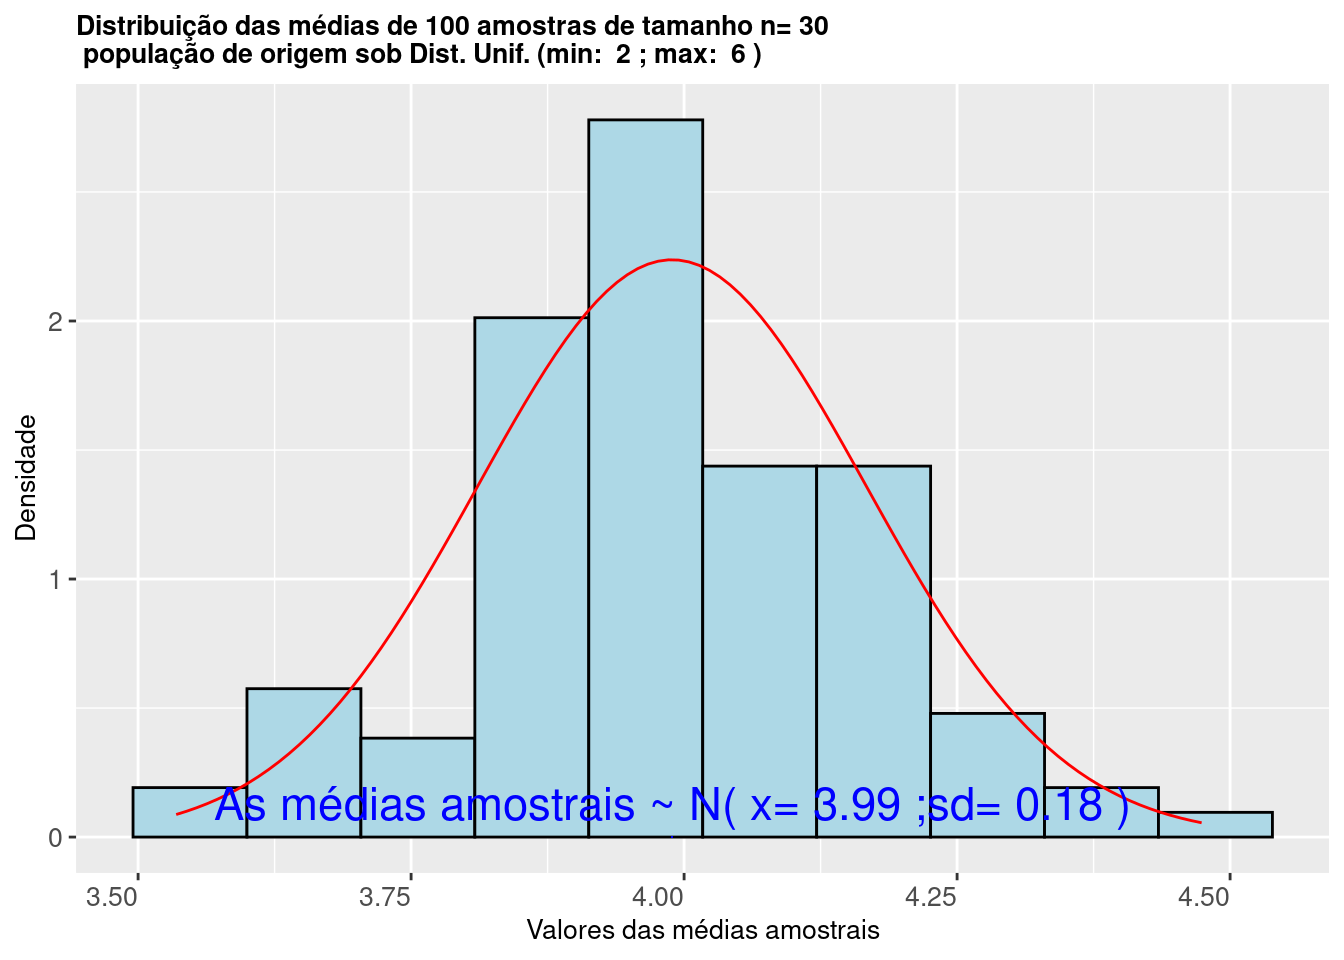 Distribuição das médias de 100 amostras de tamanho n= 30
população de origem sob Dist. Unif. (min:  2 ; max:  6 )
Densidade
2
1
0
As médias amostrais ~ N( x= 3.99 ;sd= 0.18 )
3.50 3.75 4.00 4.25 4.50
Valores das médias amostrais